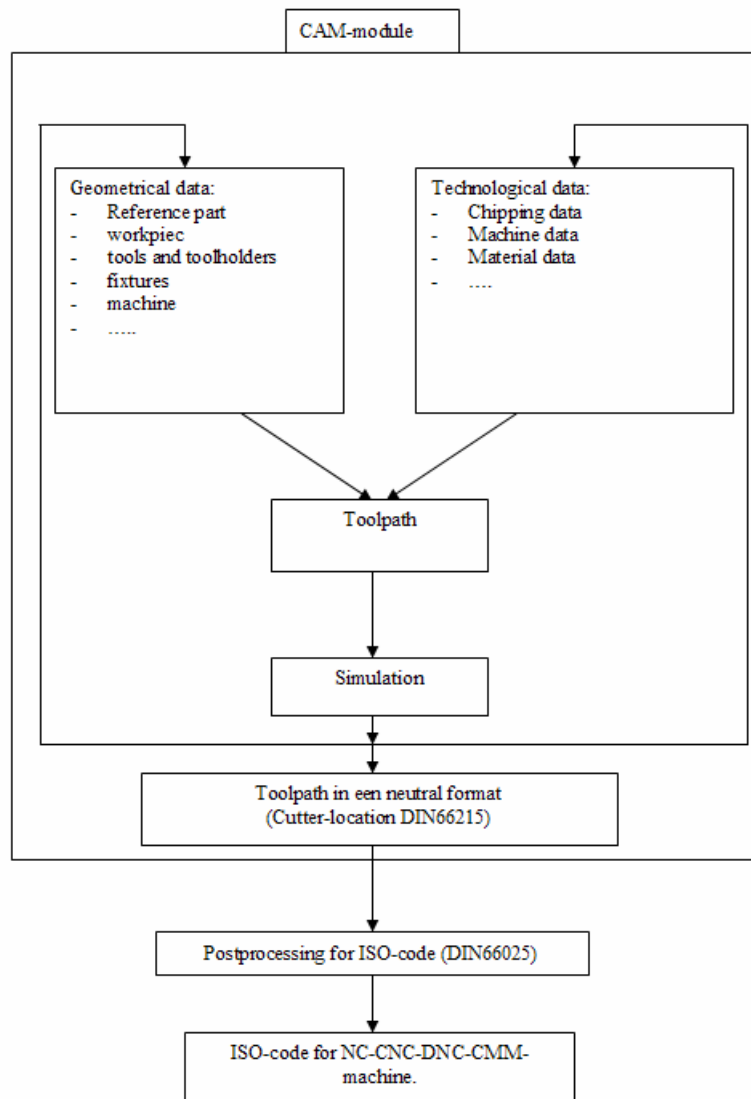 CAM-module
Geometrical data:
- Reference part
- workpiec
- tools and toolholders
- fixtures
- machine
- .....
Technological data:
- Chipping data
- Machine data
- Material data
- ....
Toolpath
Simulation
Toolpath in een neutral format
(Cutter-location DIN66215)
Postprocessing for ISO-code (DIN66025)
ISO-code for NC-CNC-DNC-CMM-
machine.